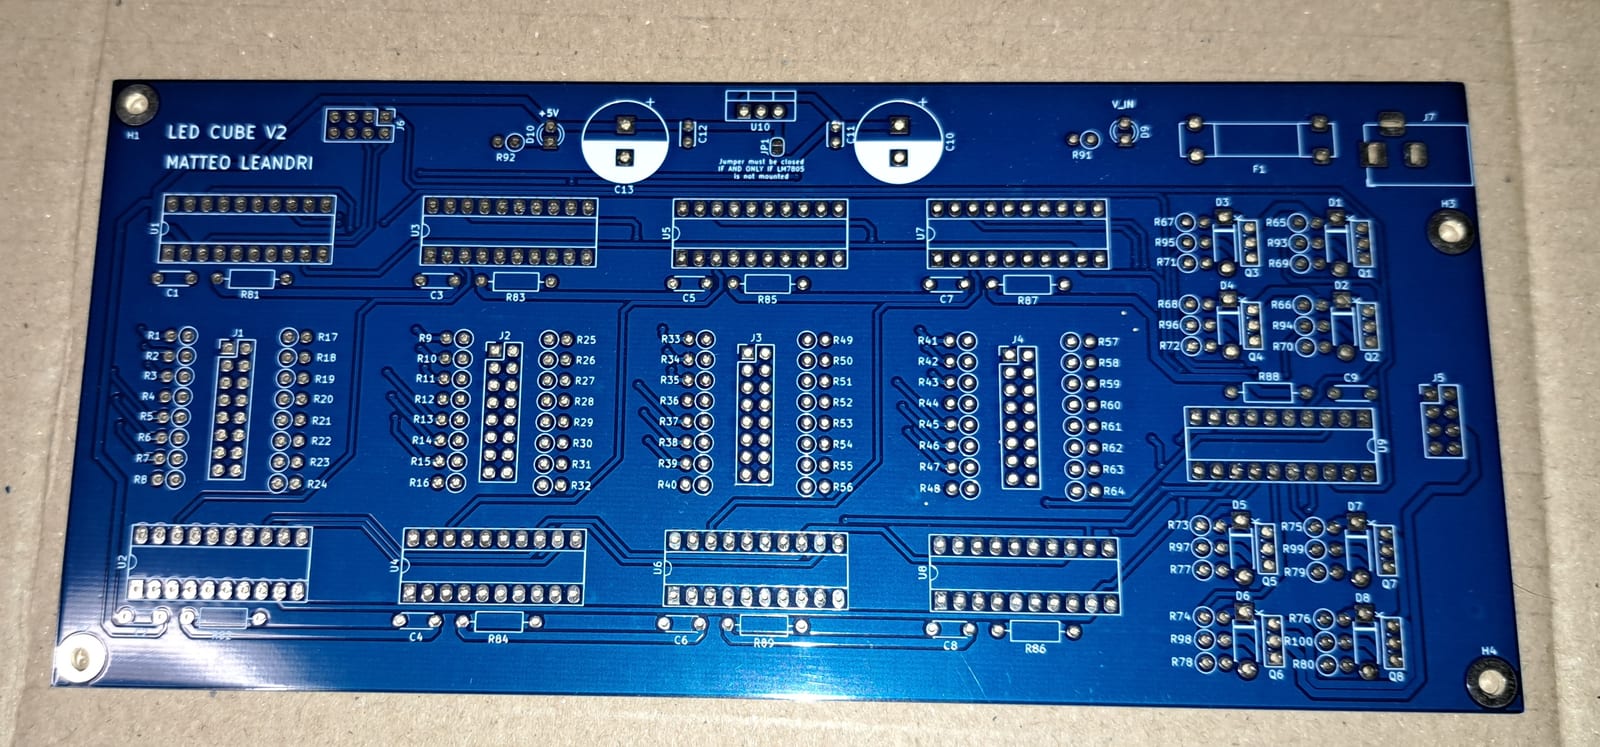 H1
LED CUBE V2
MATTEO LEANDRI
J6
R92
D10
+5V
C13
+
C12
U10
JP1
Jumper must be closed
IF AND ONLY IF LM7805
is not mounted
C11
+
C10
V_IN
R91
D9
F1
J7
H3
U1
U3
U5
U7
C1
R81
C3
R83
C5
R85
C7
R87
R67
R95
R71
D3
Q3
R65
R93
R69
D1
Q1
R68
R96
R72
D4
Q4
R66
R94
R70
D2
Q2
R1
R2
R3
R4
R5
R6
R7
R8
J1
R17
R18
R19
R20
R21
R22
R23
R24
R9
R10
R11
R12
R13
R14
R15
R16
J2
R25
R26
R27
R28
R29
R30
R31
R32
R33
R34
R35
R36
R37
R38
R39
R40
J3
R49
R50
R51
R52
R53
R54
R55
R56
R41
R42
R43
R44
R45
R46
R47
R48
J4
R57
R58
R59
R60
R61
R62
R63
R64
R88
C9
U9
J5
U2
U4
U6
U8
C4
R84
C6
R89
C8
R86
R73
R97
R77
D5
Q5
R75
R99
R79
D7
Q7
R74
R98
R78
D6
Q6
R76
R100
R80
D8
Q8
H4